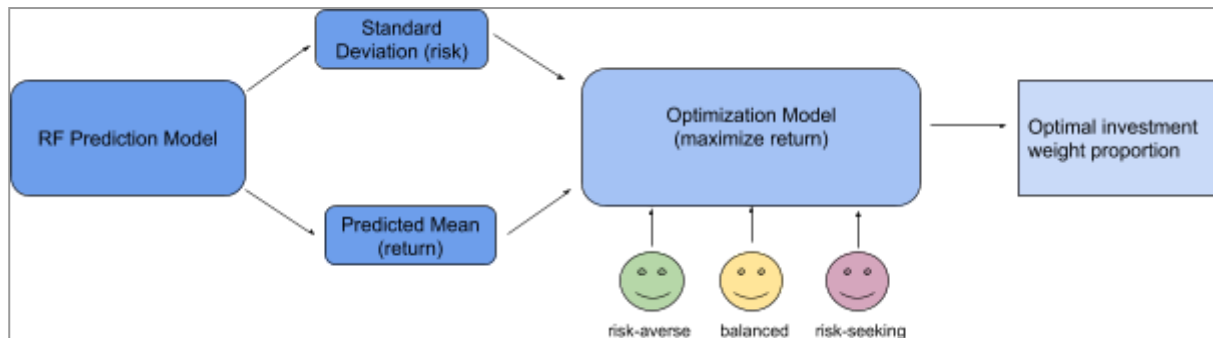 Standard
Deviation (risk)
RF Prediction Model
Optimization Model
(maximize return)
Optimal investment
weight proportion
Predicted Mean
(return)
risk-averse
balanced
risk-seeking